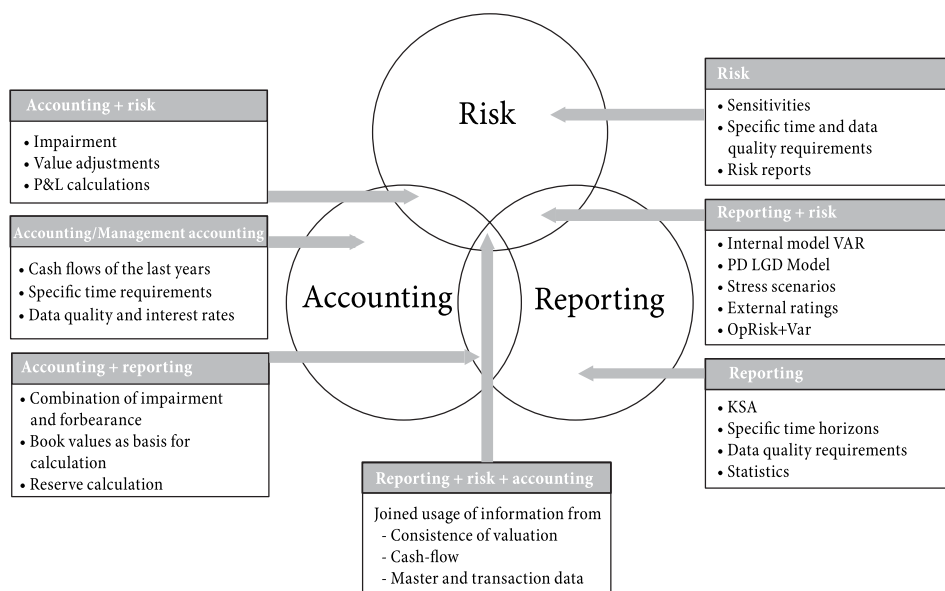 Risk
Accounting
Reporting
Accounting + risk
• Impairment
• Value adjustments
• P&L calculations
Accounting/Management accounting
• Cash flows of the last years
• Specific time requirements
• Data quality and interest rates
Accounting + reporting
• Combination of impairment
and forbearance
• Book values as basis for
calculation
• Reserve calculation
Reporting + risk + accounting
Joined usage of information from
- Consistence of valuation
- Cash-flow
- Master and transaction data
Risk
• Sensitivities
• Specific time and data
quality requirements
• Risk reports
Reporting + risk
• Internal model VAR
• PD LGD Model
• Stress scenarios
• External ratings
• OpRisk+Var
Reporting
• KSA
• Specific time horizons
• Data quality requirements
• Statistics